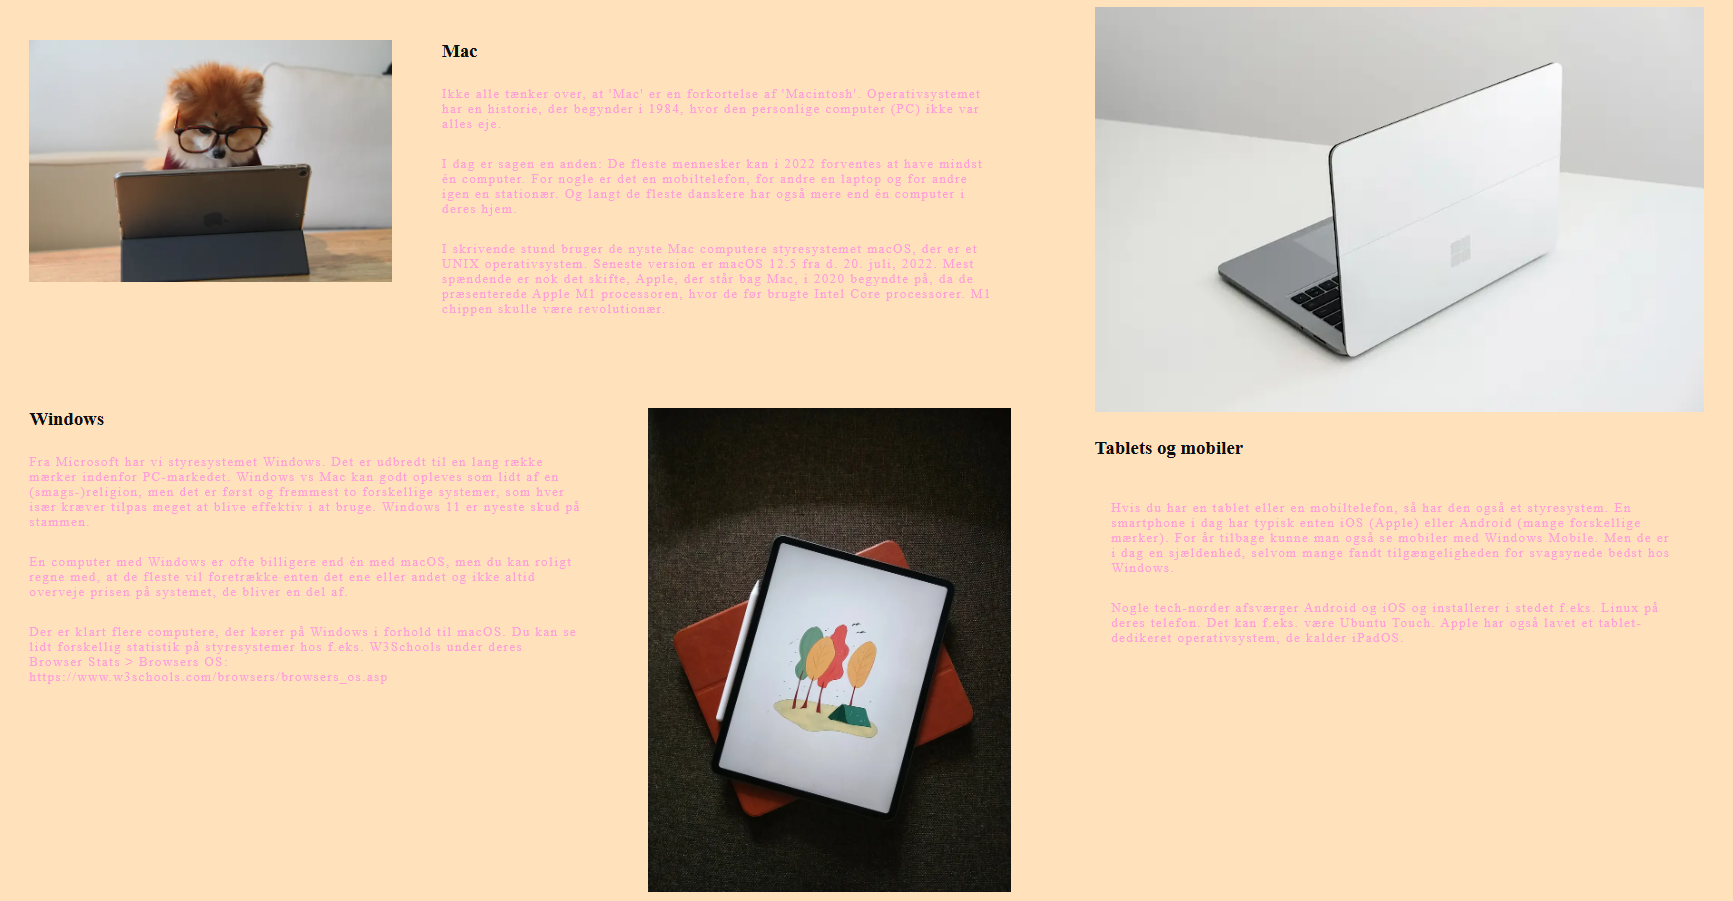 Mac
Ikke alle tænker over, at 'Mac' er en forkortelse af 'Macintosh'. Operativsystemet
har en historie, der begynder i 1984, hvor den personlige computer (PC) ikke var
alles eje.
I dag er sagen en anden: De fleste mennesker kan i 2022 forventes at have mindst
én computer. For nogle er det en mobiltelefon, for andre en laptop og for andre
igen en stationær. Og langt de fleste danskere har også mere end én computer i
deres hjem.
I skrivende stund bruger de nyste Mac computere styresystemet macOS, der er et
UNIX operativsystem. Seneste version er macOS 12.5 fra d. 20. juli, 2022. Mest
spændende er nok det skifte, Apple, der står bag Mac, i 2020 begyndte på, da de
præsenterede Apple M1 processoren, hvor de før brugte Intel Core processorer. M1
chippen skulle være revolutionær.
Windows
Fra Microsoft har vi styresystemet Windows. Det er udbredt til en lang række
mærker indenfor PC-markedet. Windows vs Mac kan godt opleves som lidt af en
(smags-)religion, men det er først og fremmest to forskellige systemer, som hver
især kræver tilpas meget at blive effektiv i at bruge. Windows 11 er nyeste skud på
stammen.
En computer med Windows er ofte billigere end én med macOS, men du kan roligt
regne med, at de fleste vil foretrække enten det ene eller andet og ikke altid
overveje prisen på systemet, de bliver en del af.
Der er klart flere computere, der kører på Windows i forhold til macOS. Du kan se
lidt forskellig statistik på styresystemer hos f.eks. W3Schools under deres
Browser Stats > Browsers OS:
https://www.w3schools.com/browsers/browsers_os.asp
Tablets og mobiler
Hvis du har en tablet eller en mobiltelefon, så har den også et styresystem. En
smartphone i dag har typisk enten iOS (Apple) eller Android (mange forskellige
mærker). For år tilbage kunne man også se mobiler med Windows Mobile. Men de er
i dag en sjældenhed, selvom mange fandt tilgængeligheden for svagsynede bedst hos
Windows.
Nogle tech-nørder afsværger Android og iOS og installerer i stedet f.eks. Linux på
deres telefon. Det kan f.eks. være Ubuntu Touch. Apple har også lavet et tablet-
dedikeret operativsystem, de kalder iPadOS.